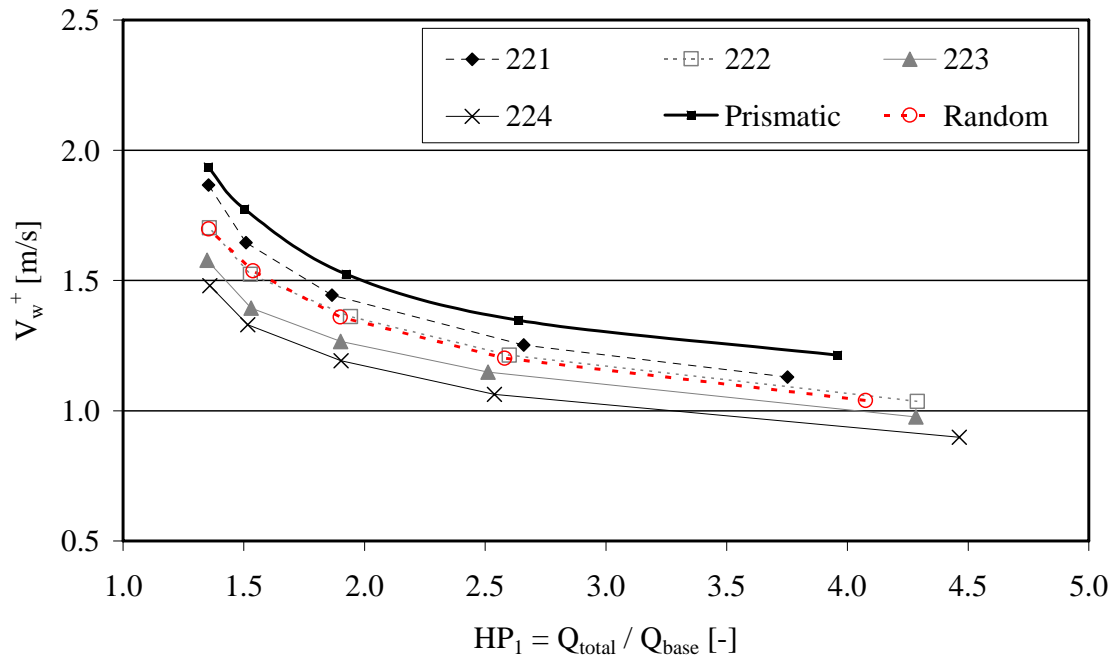 2.5
221 222 223
224 Prismatic Random
2.0
1.5
1.0
0.5
V_w^+ [m/s]
1.0 1.5 2.0 2.5 3.0 3.5 4.0 4.5 5.0
HP_1 = Q_total / Q_base [-]